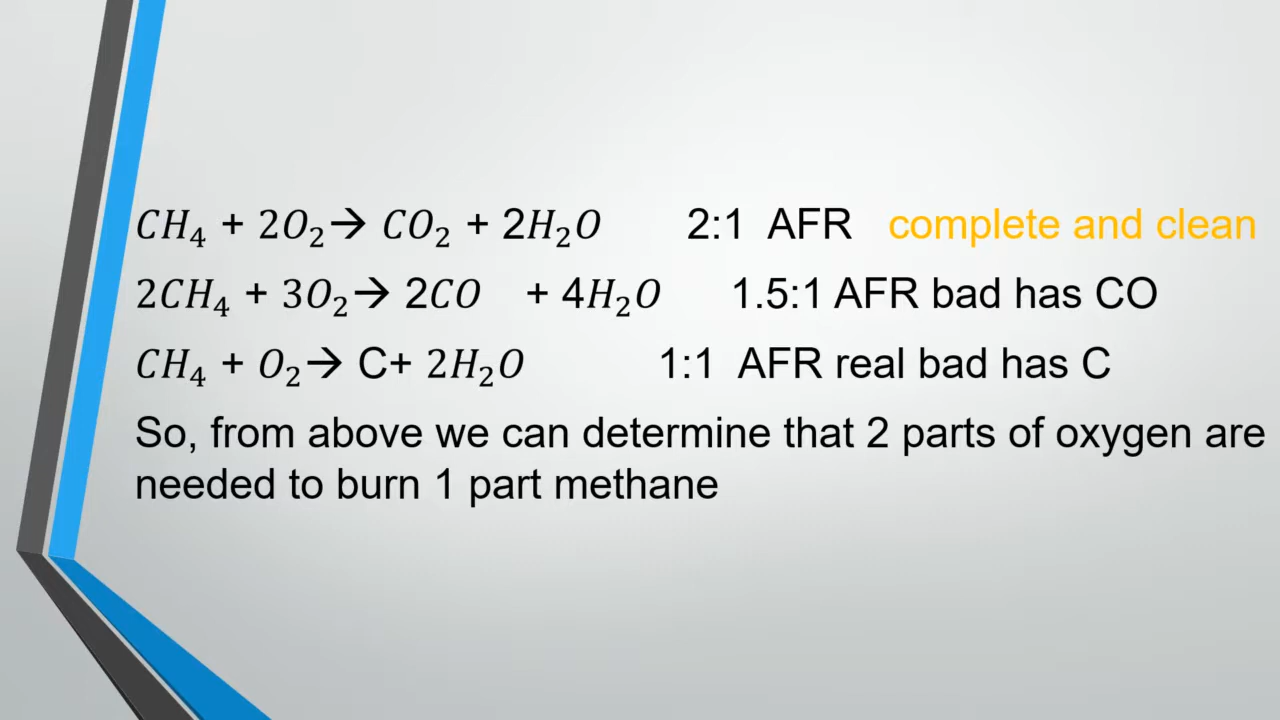 CH₄ + 2O₂→ CO₂ + 2H₂O 2:1 AFR complete and clean
2CH₄ + 3O₂→ 2CO + 4H₂O 1.5:1 AFR bad has CO
CH₄ + O₂→ C+ 2H₂O 1:1 AFR real bad has C
So, from above we can determine that 2 parts of oxygen are
needed to burn 1 part methane